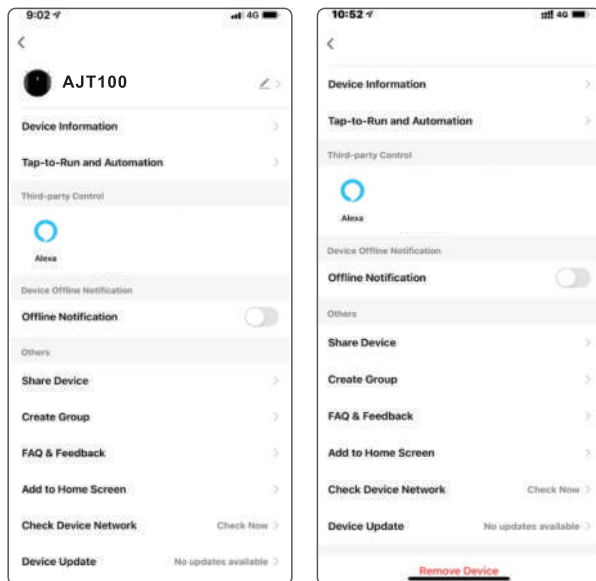 9:02
4G
AJT100
Device Information
Tap-to-Run and Automation
Third-party Control
Alexa
Device Offline Notification
Offline Notification
Others
Share Device
Create Group
FAQ & Feedback
Add to Home Screen
Check Device Network Check Now
Device Update No updates available
10:52
4G
Device Information
Tap-to-Run and Automation
Third-party Control
Alexa
Device Offline Notification
Offline Notification
Others
Share Device
Create Group
FAQ & Feedback
Add to Home Screen
Check Device Network Check Now
Device Update No updates available
Remove Device